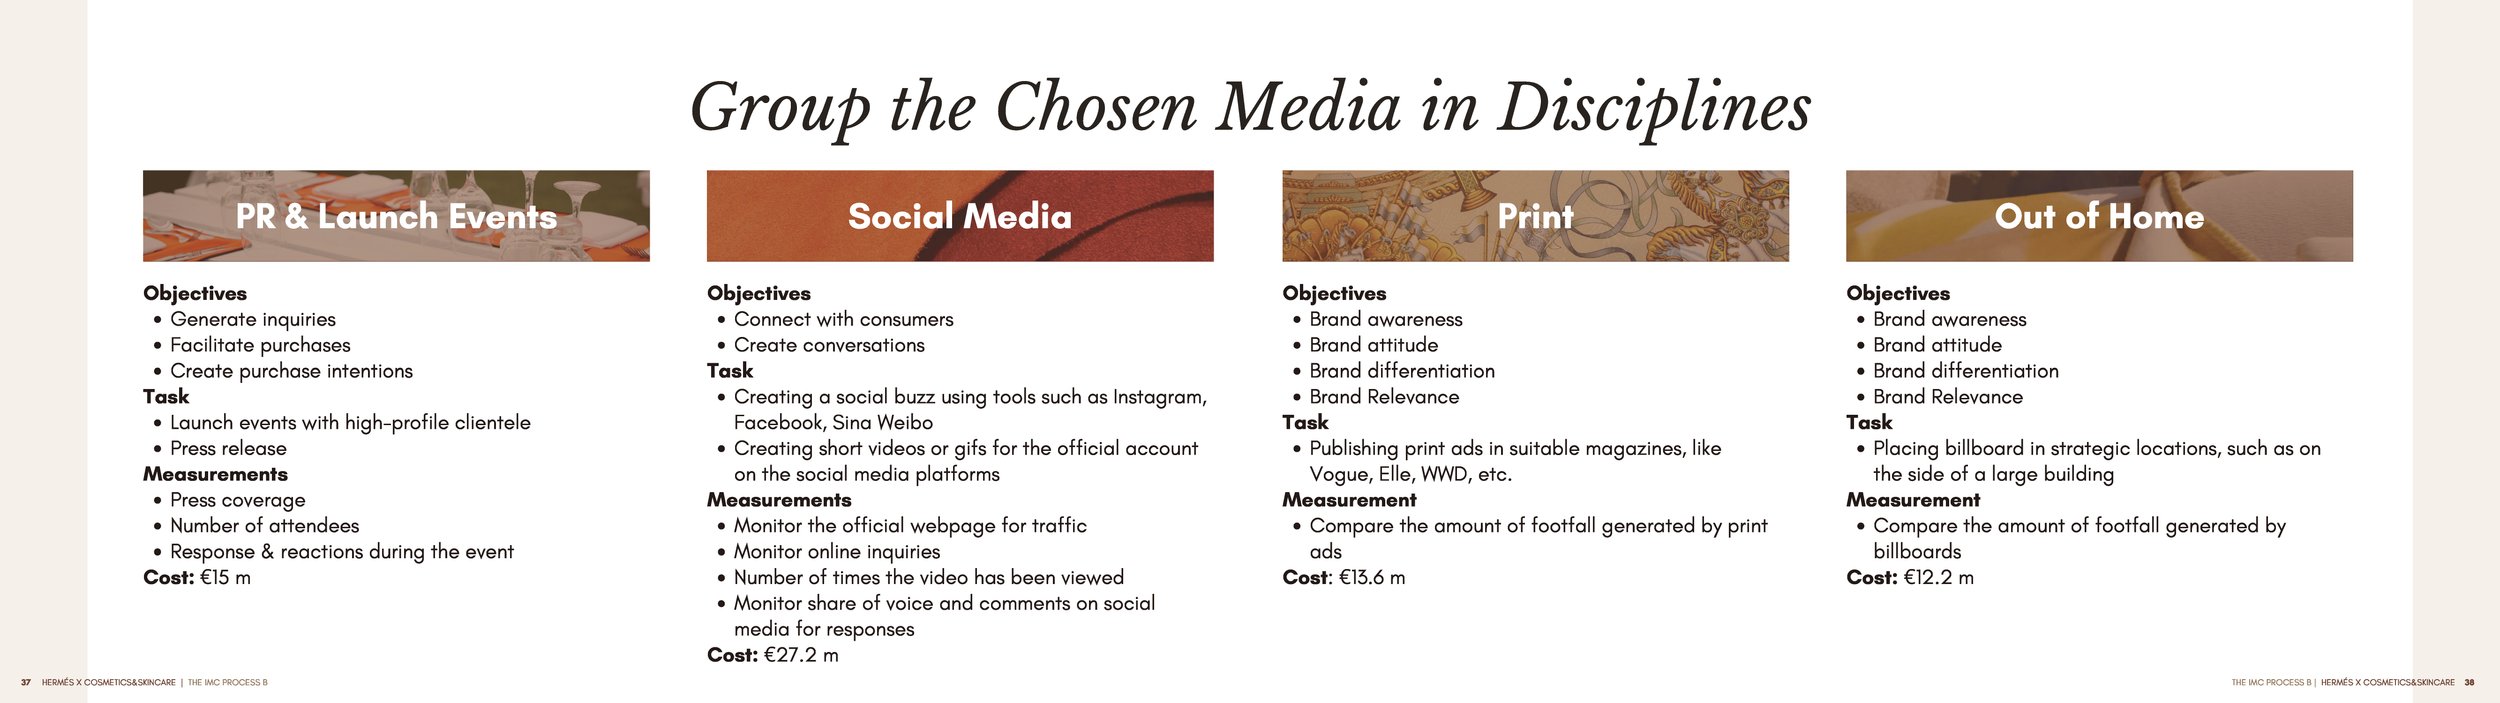 Group the Chosen Media in Disciplines
PR & Launch Events
Objectives
• Generate inquiries
• Facilitate purchases
• Create purchase intentions
Task
• Launch events with high-profile clientele
• Press release
Measurements
• Press coverage
• Number of attendees
• Response & reactions during the event
Cost: €15 m
Social Media
Objectives
• Connect with consumers
• Create conversations
Task
• Creating a social buzz using tools such as Instagram,
Facebook, Sina Weibo
• Creating short videos or gifs for the official account
on the social media platforms
Measurements
• Monitor the official webpage for traffic
• Monitor online inquiries
• Number of times the video has been viewed
• Monitor share of voice and comments on social
media for responses
Cost: €27.2 m
Print
Objectives
• Brand awareness
• Brand attitude
• Brand differentiation
• Brand Relevance
Task
• Publishing print ads in suitable magazines, like
Vogue, Elle, WWD, etc.
Measurement
• Compare the amount of footfall generated by print
ads
Cost: €13.6 m
Out of Home
Objectives
• Brand awareness
• Brand attitude
• Brand differentiation
• Brand Relevance
Task
• Placing billboard in strategic locations, such as on
the side of a large building
Measurement
• Compare the amount of footfall generated by
billboards
Cost: €12.2 m
37 HERMÉS X COSMETICS&SKINCARE | THE IMC PROCESS B
THE IMC PROCESS B | HERMÉS X COSMETICS&SKINCARE 38